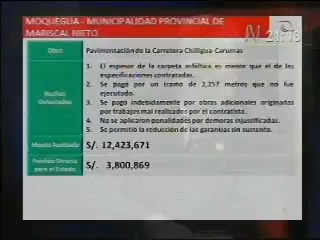 MOQUEGUA - MUNICIPALIDAD PROVINCIAL DE
MARISCAL NIETO
N 21:13
Obra
Pavimentación de la Carretera Chilligua-Carumas
Hechos
Detectados
1. El espesor de la carpeta asfáltica es menor que el de las
especificaciones contratadas.
2. Se pagó por un tramo de 2,257 metros que no fue
ejecutado.
3. Se pagó indebidamente por obras adicionales originadas
por trabajos mal realizados por el contratista.
4. No se aplicaron penalidades por demoras injustificadas.
5. Se permitió la reducción de las garantías sin sustento.
Monto Auditado
S/. 12,423,671
Perdida Directa
para el Estado
S/. 3,800,869